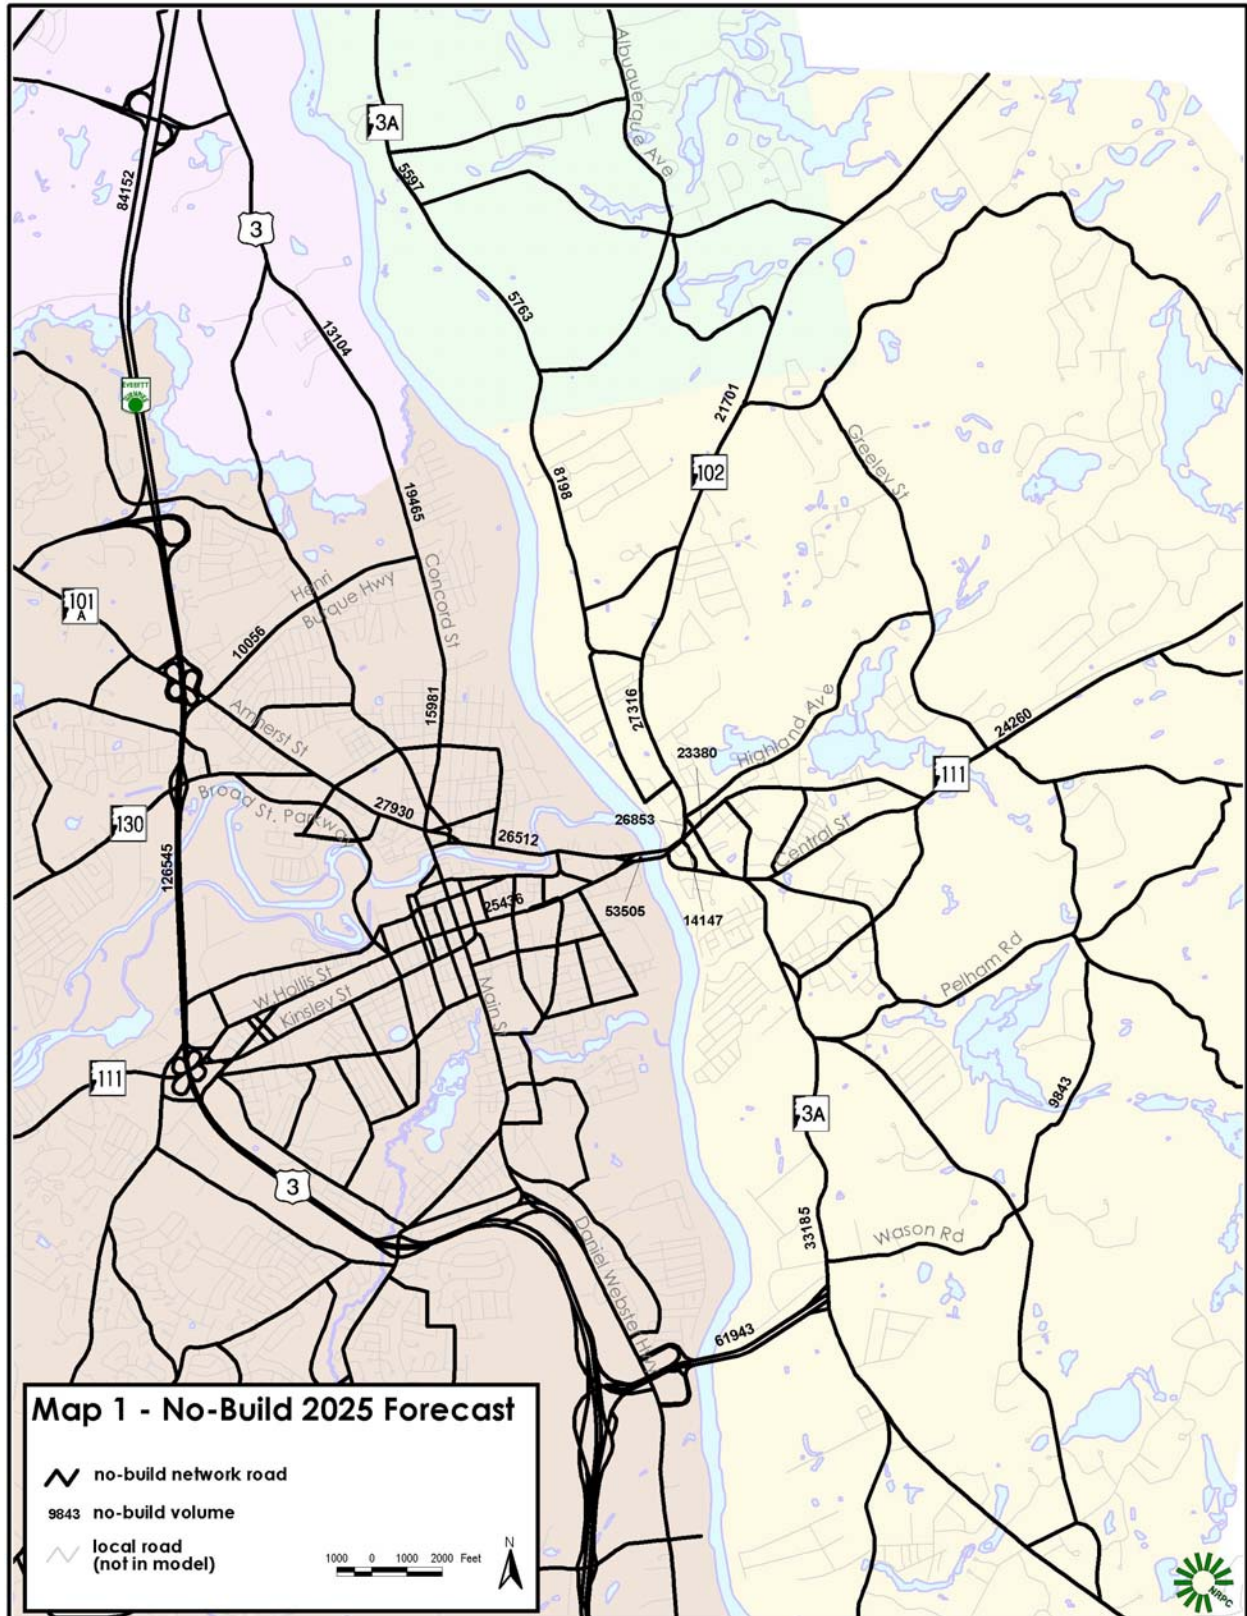 Albuquerque Ave
3A
5597
84152
3
5763
13104
EVERETT
TURNPIKE
21701
102
Greeley St
8198
19465
Concord St
Henri
Burque Hwy
101
A
10056
15981
27316
Highland Ave
24260
Amherst St
23380
111
Broad St. Parkway
130
27930
26853
Central St
26512
126545
25436
53505
14147
Pelham Rd
W.Hollis St
Kinsley St
Main St
111
9843
3A
3
33185
Wason Rd
Daniel Webster Hwy
61943
Map 1 - No-Build 2025 Forecast
no-build network road
9843 no-build volume
local road
(not in model)
1000 0 1000 2000 Feet
N
NRPC